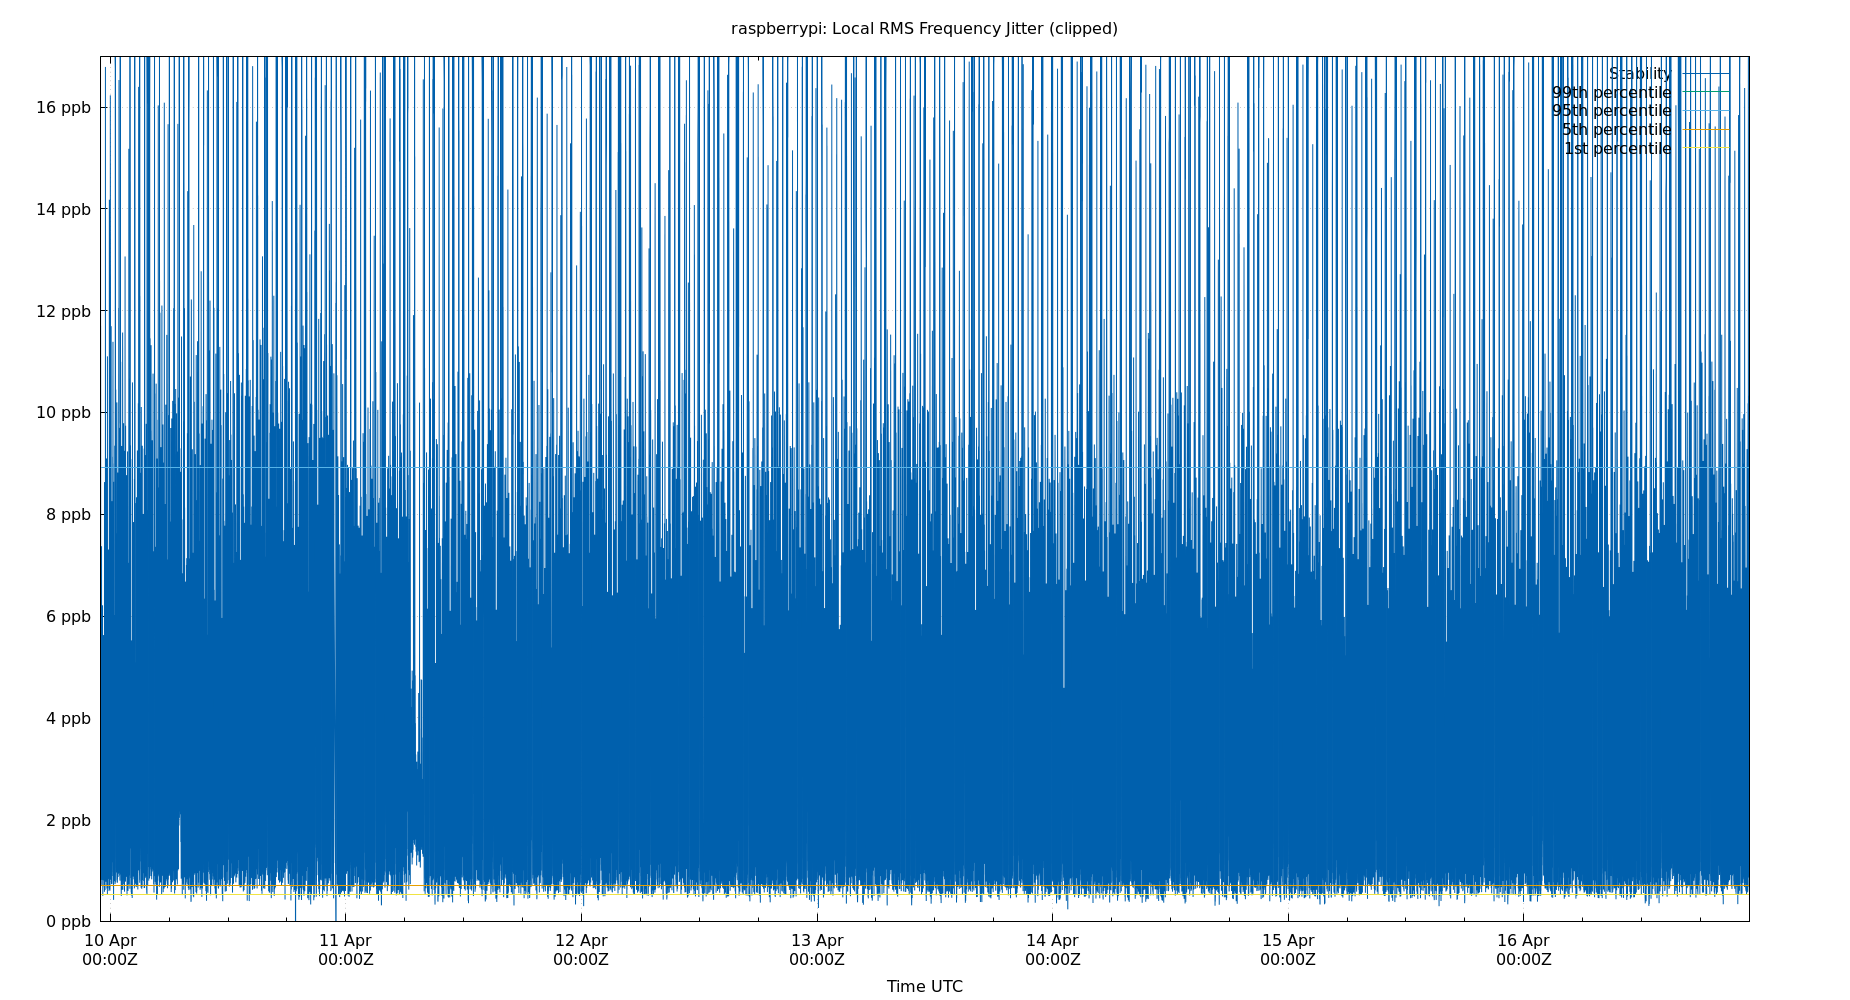 raspberrypi: Local RMS Frequency Jitter (clipped)
Stability
99th percentile
95th percentile
5th percentile
1st percentile
16 ppb
14 ppb
12 ppb
10 ppb
8 ppb
6 ppb
4 ppb
2 ppb
0 ppb
10 Apr 11 Apr 12 Apr 13 Apr 14 Apr 15 Apr 16 Apr
00:00Z 00:00Z 00:00Z 00:00Z 00:00Z 00:00Z 00:00Z
Time UTC